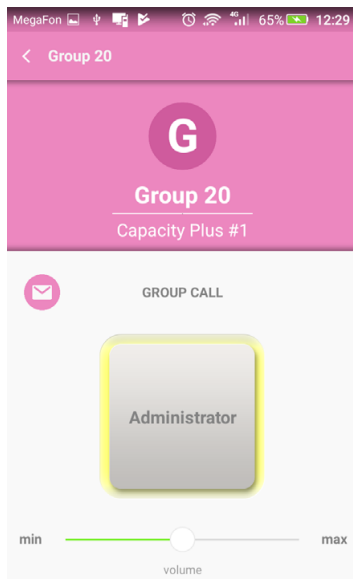 MegaFon 4G 65% 12:29
Group 20
G
Group 20
Capacity Plus #1
GROUP CALL
Administrator
min max
volume